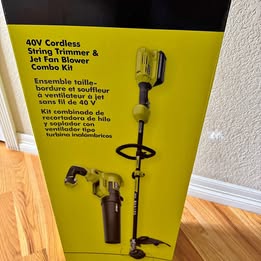 40V Cordless
String Trimmer &
Jet Fan Blower
Combo Kit
Ensemble taille-
bordure et souffleur
à ventilateur à jet
sans fil de 40 V
Kit combinado de
recortadora de hilo
y soplador con
ventilador tipo
turbina inalámbricos